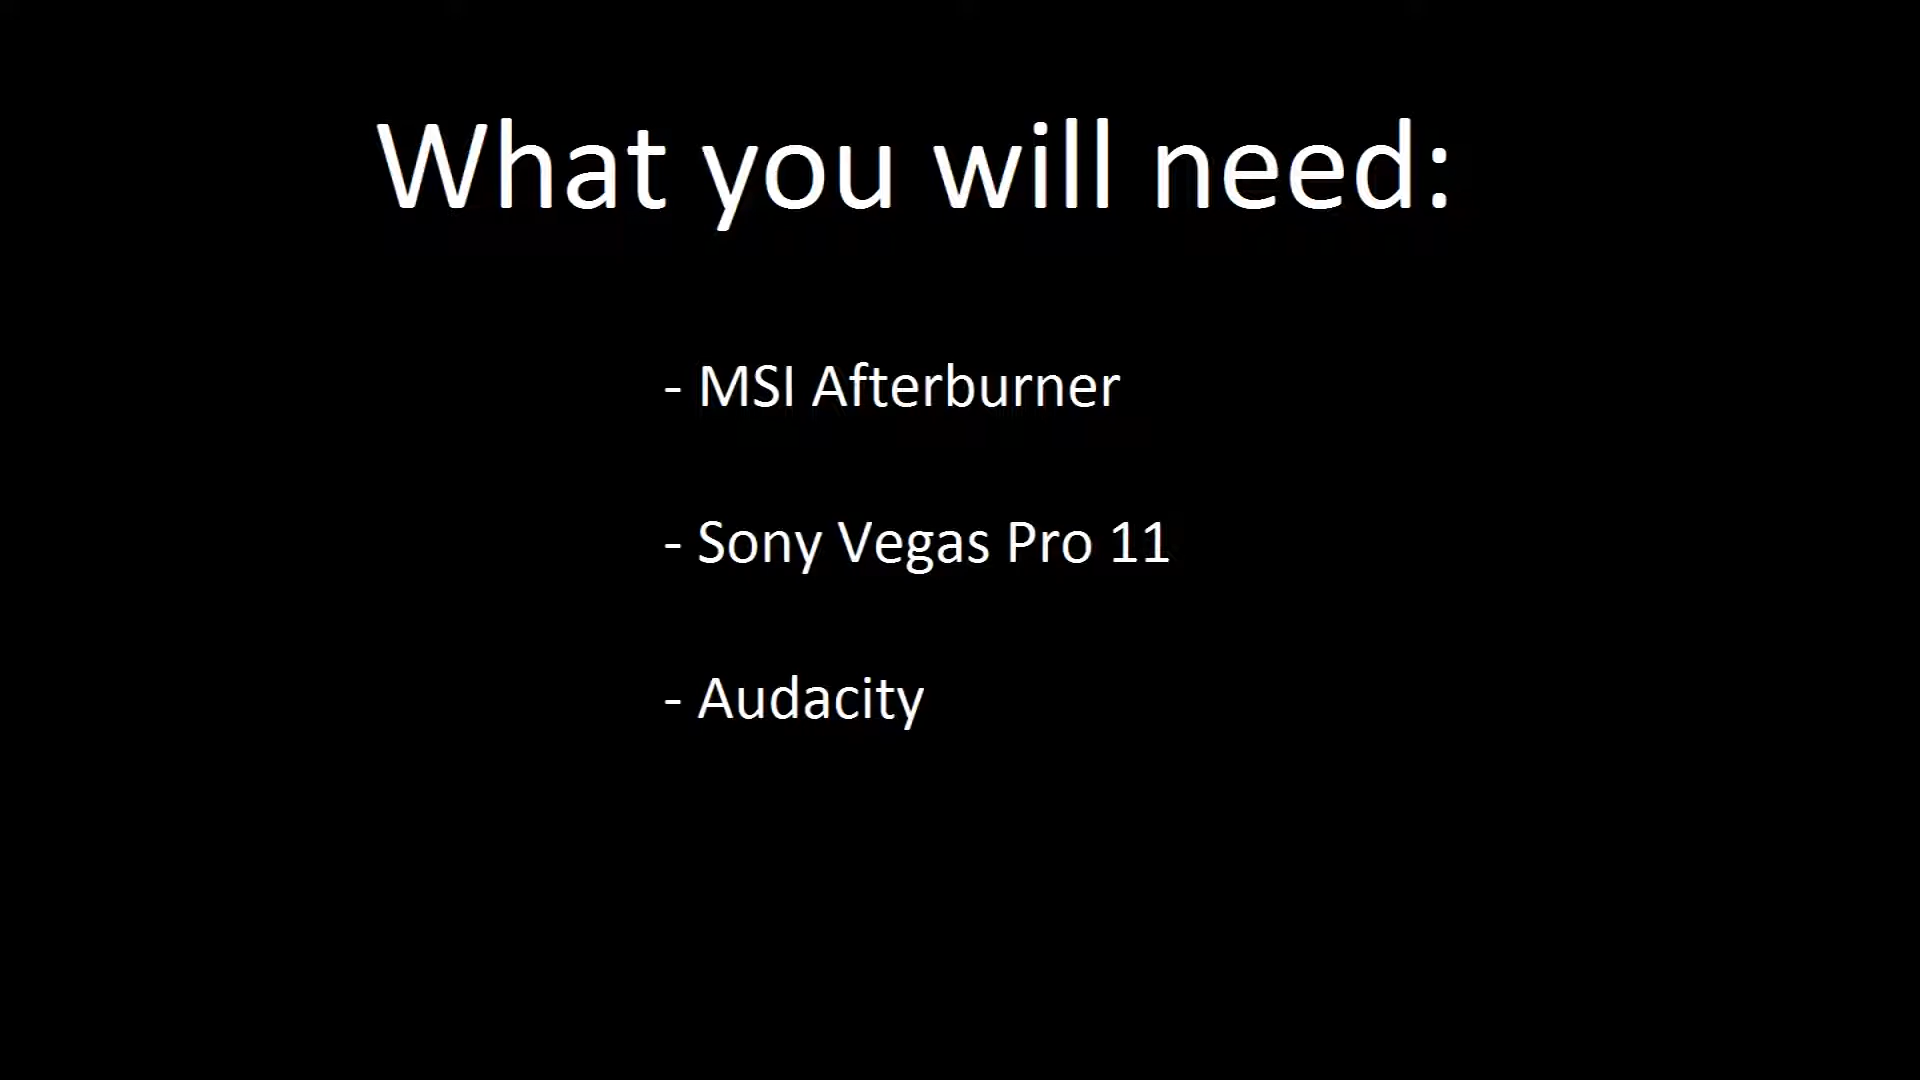 What you will need:
- MSI Afterburner
- Sony Vegas Pro 11
- Audacity